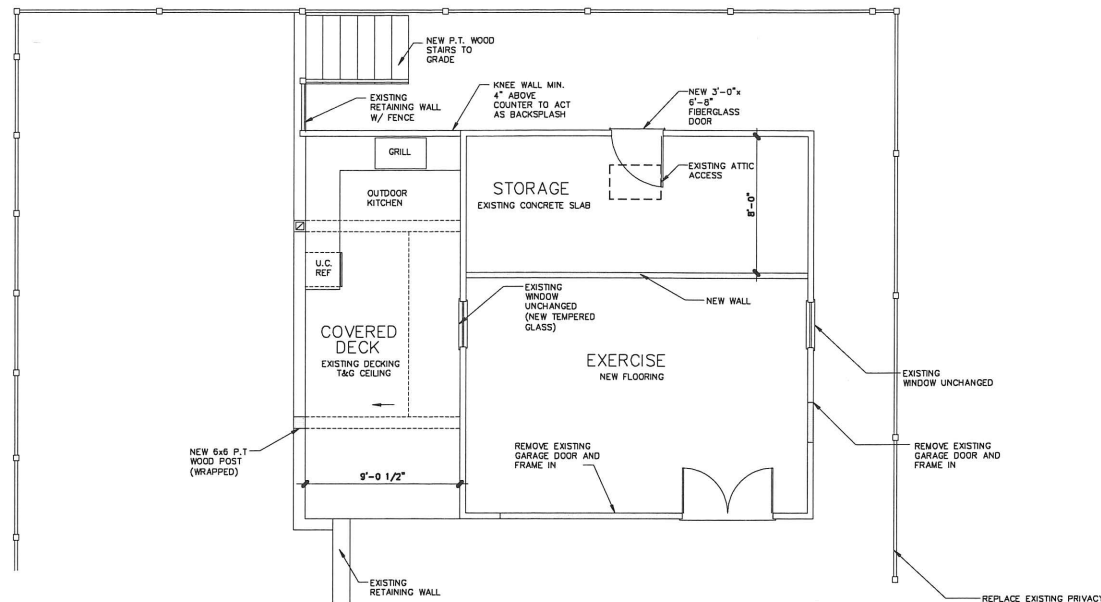 NEW P.T. WOOD
STAIRS TO
GRADE
EXISTING
RETAINING WALL
W/ FENCE
KNEE WALL MIN.
4" ABOVE
COUNTER TO ACT
AS BACKSPLASH
NEW 3'-0"x
6'-8"
FIBERGLASS
DOOR
GRILL
OUTDOOR
KITCHEN
STORAGE
EXISTING CONCRETE SLAB
EXISTING ATTIC
ACCESS
8'-0"
U.C.
REF
EXISTING
WINDOW
UNCHANGED
(NEW TEMPERED
GLASS)
NEW WALL
COVERED
DECK
EXISTING DECKING
T&G CEILING
EXERCISE
NEW FLOORING
EXISTING
WINDOW UNCHANGED
NEW 6x6 P.T
WOOD POST
(WRAPPED)
9'-0 1/2"
REMOVE EXISTING
GARAGE DOOR AND
FRAME IN
REMOVE EXISTING
GARAGE DOOR AND
FRAME IN
EXISTING
RETAINING WALL
REPLACE EXISTING PRIVACY